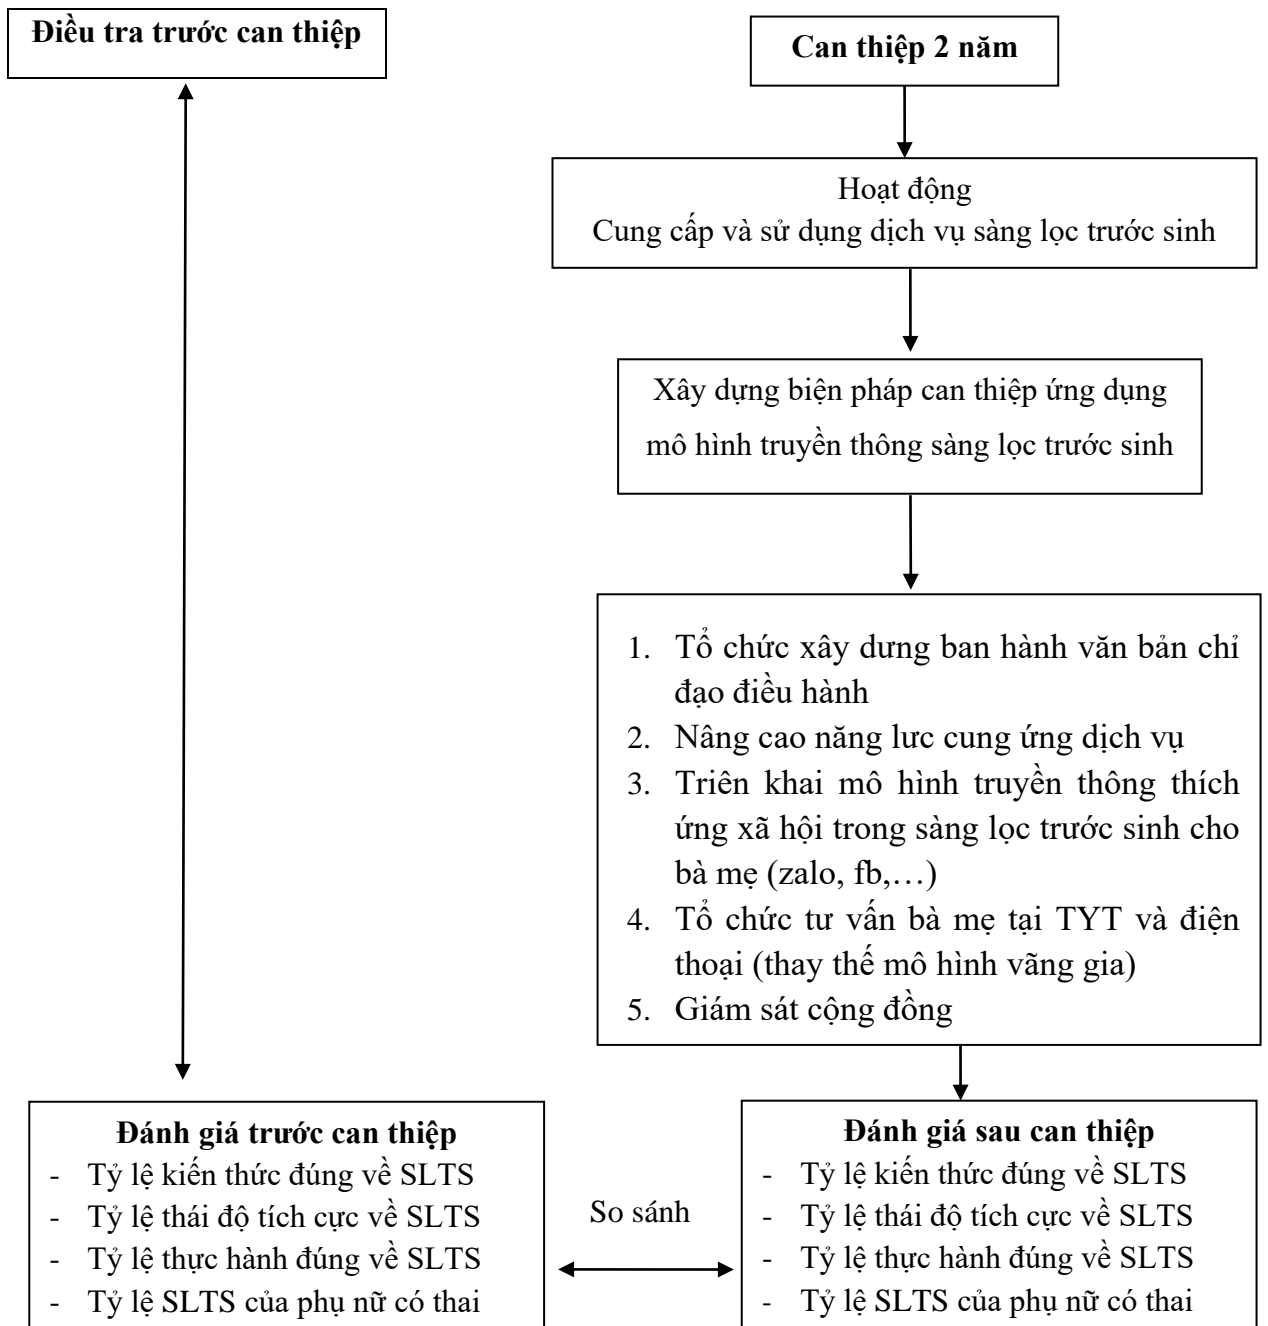 Điều tra trước can thiệp
Can thiệp 2 năm
Hoạt động
Cung cấp và sử dụng dịch vụ sàng lọc trước sinh
Xây dựng biện pháp can thiệp ứng dụng
mô hình truyền thông sàng lọc trước sinh
1. Tổ chức xây dưng ban hành văn bản chỉ
đạo điều hành
2. Nâng cao năng lưc cung ứng dịch vụ
3. Triên khai mô hình truyền thông thích
ứng xã hội trong sàng lọc trước sinh cho
bà mẹ (zalo, fb,…)
4. Tổ chức tư vấn bà mẹ tại TYT và điện
thoại (thay thế mô hình vãng gia)
5. Giám sát cộng đồng
Đánh giá trước can thiệp
- Tỷ lệ kiến thức đúng về SLTS
- Tỷ lệ thái độ tích cực về SLTS
- Tỷ lệ thực hành đúng về SLTS
- Tỷ lệ SLTS của phụ nữ có thai
So sánh
Đánh giá sau can thiệp
- Tỷ lệ kiến thức đúng về SLTS
- Tỷ lệ thái độ tích cực về SLTS
- Tỷ lệ thực hành đúng về SLTS
- Tỷ lệ SLTS của phụ nữ có thai